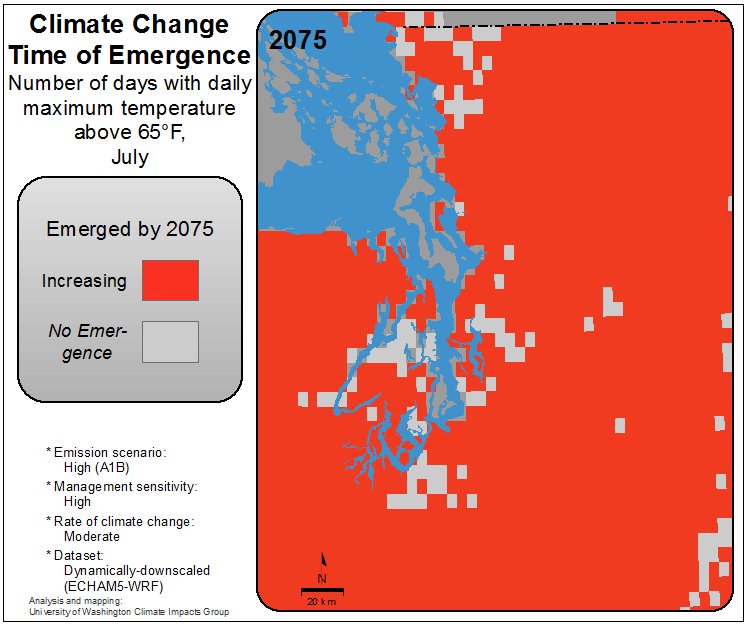 Climate Change
Time of Emergence
Number of days with daily
maximum temperature
above 65°F,
July
Emerged by 2075
Increasing
No Emer-
gence
* Emission scenario:
High (A1B)
* Management sensitivity:
High
* Rate of climate change:
Moderate
* Dataset:
Dynamically-downscaled
(ECHAM5-WRF)
Analysis and mapping:
University of Washington Climate Impacts Group
2075
N
20 km